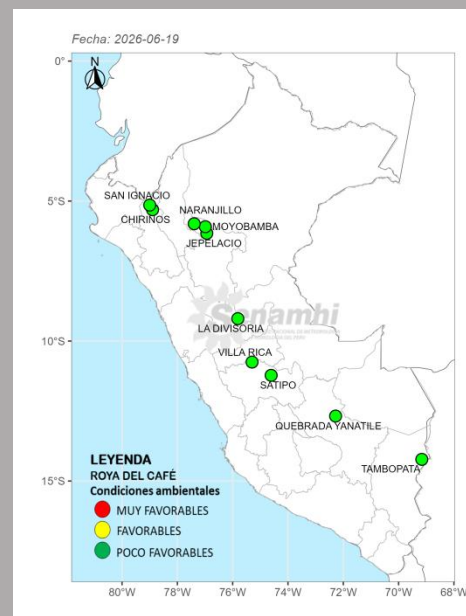 Fecha: 2026-06-19
N
0°
5°S
10°S
15°S
SAN IGNACIO
CHIRINOS
NARANJILLO
MOYOBAMBA
JEPELACIO
Senamhi
LA DIVISORIA
VILLA RICA
SATIPO
QUEBRADA YANATILE
TAMBOPATA
LEYENDA
ROYA DEL CAFÉ
Condiciones ambientales
MUY FAVORABLES
FAVORABLES
POCO FAVORABLES
80°W 78°W 76°W 74°W 72°W 70°W 68°W